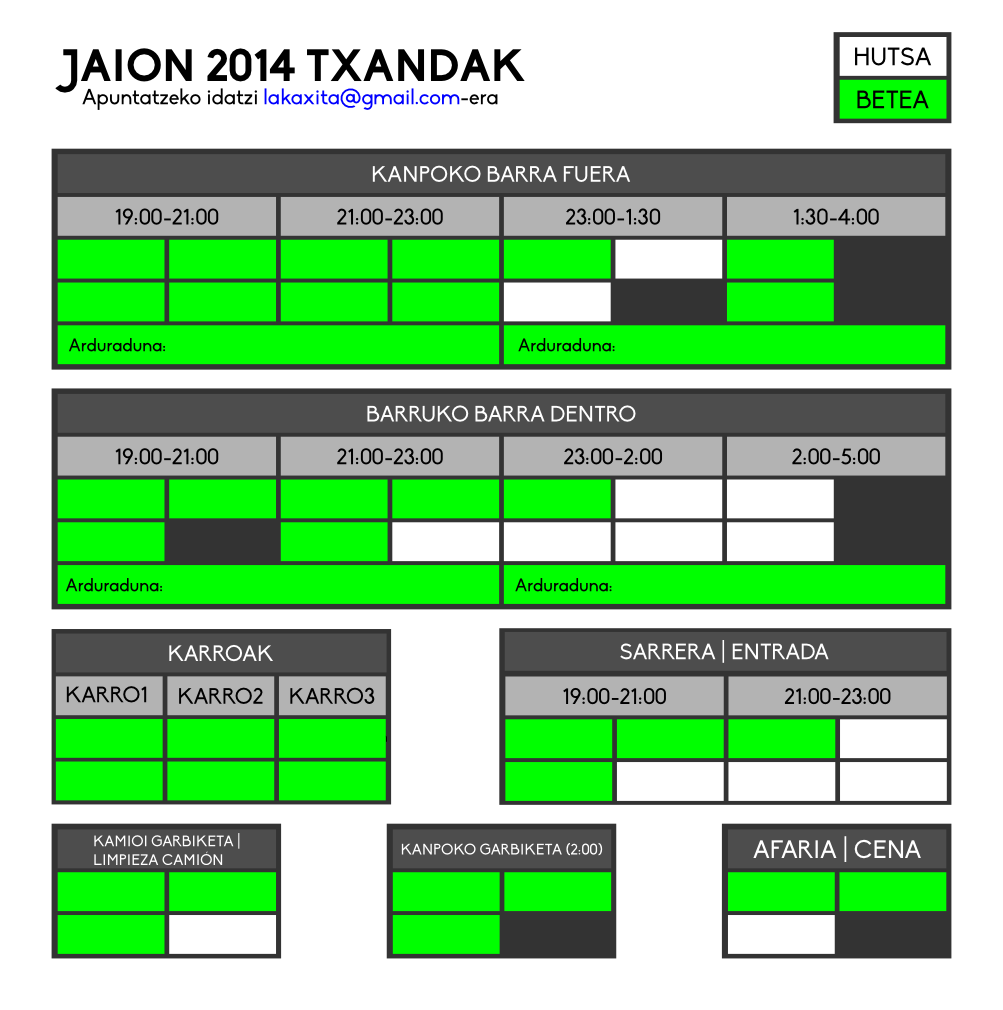 JAION 2014 TXANDAK
Apuntatzeko idatzi lakaxita@gmail.com-era
HUTSA
BETEA
KANPOKO BARRA FUERA
19:00-21:00 21:00-23:00 23:00-1:30 1:30-4:00
Arduraduna: Arduraduna:
BARRUKO BARRA DENTRO
19:00-21:00 21:00-23:00 23:00-2:00 2:00-5:00
Arduraduna: Arduraduna:
KARROAK
KARRO1 KARRO2 KARRO3
SARRERA | ENTRADA
19:00-21:00 21:00-23:00
KAMIOI GARBIKETA |
LIMPIEZA CAMIÓN
KANPOKO GARBIKETA (2:00)
AFARIA | CENA